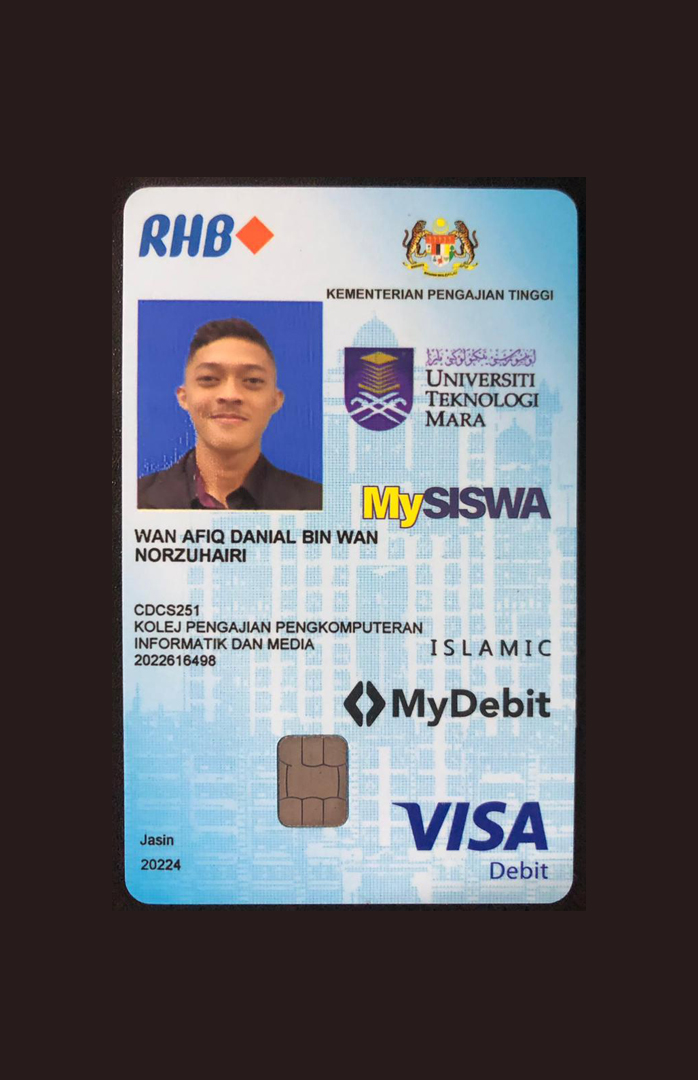 RHB
KEMENTERIAN PENGAJIAN TINGGI
UNIVERSITI
TEKNOLOGI
MARA
MySISWA
WAN AFIQ DANIAL BIN WAN
NORZUHAIRI
CDCS251
KOLEJ PENGAJIAN PENGKOMPUTERAN
INFORMATIK DAN MEDIA
2022616498
ISLAMIC
MyDebit
Jasin
20224
VISA
Debit